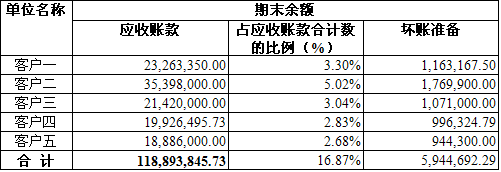 单位名称 期末余额
应收账款 占应收账款合计数的比例(%) 坏账准备
客户一 23,263,350.00 3.30% 1,163,167.50
客户二 35,398,000.00 5.02% 1,769,900.00
客户三 21,420,000.00 3.04% 1,071,000.00
客户四 19,926,495.73 2.83% 996,324.79
客户五 18,886,000.00 2.68% 944,300.00
合 计 118,893,845.73 16.87% 5,944,692.29